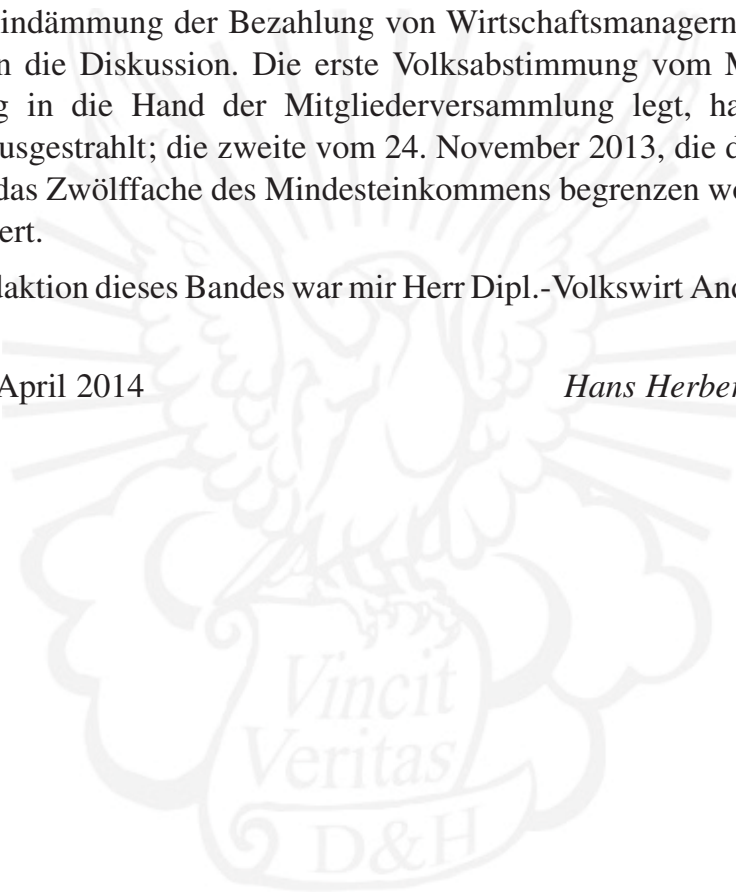 indämmung der Bezahlung von Wirtschaftsmanagern
n die Diskussion. Die erste Volksabstimmung vom M
g in die Hand der Mitgliederversammlung legt, ha
usgestrahlt; die zweite vom 24. November 2013, die d
das Zwölffache des Mindesteinkommens begrenzen wo
ert.
daktion dieses Bandes war mir Herr Dipl.-Volkswirt And
April 2014 Hans Herber
Vincit
Veritas
D&H